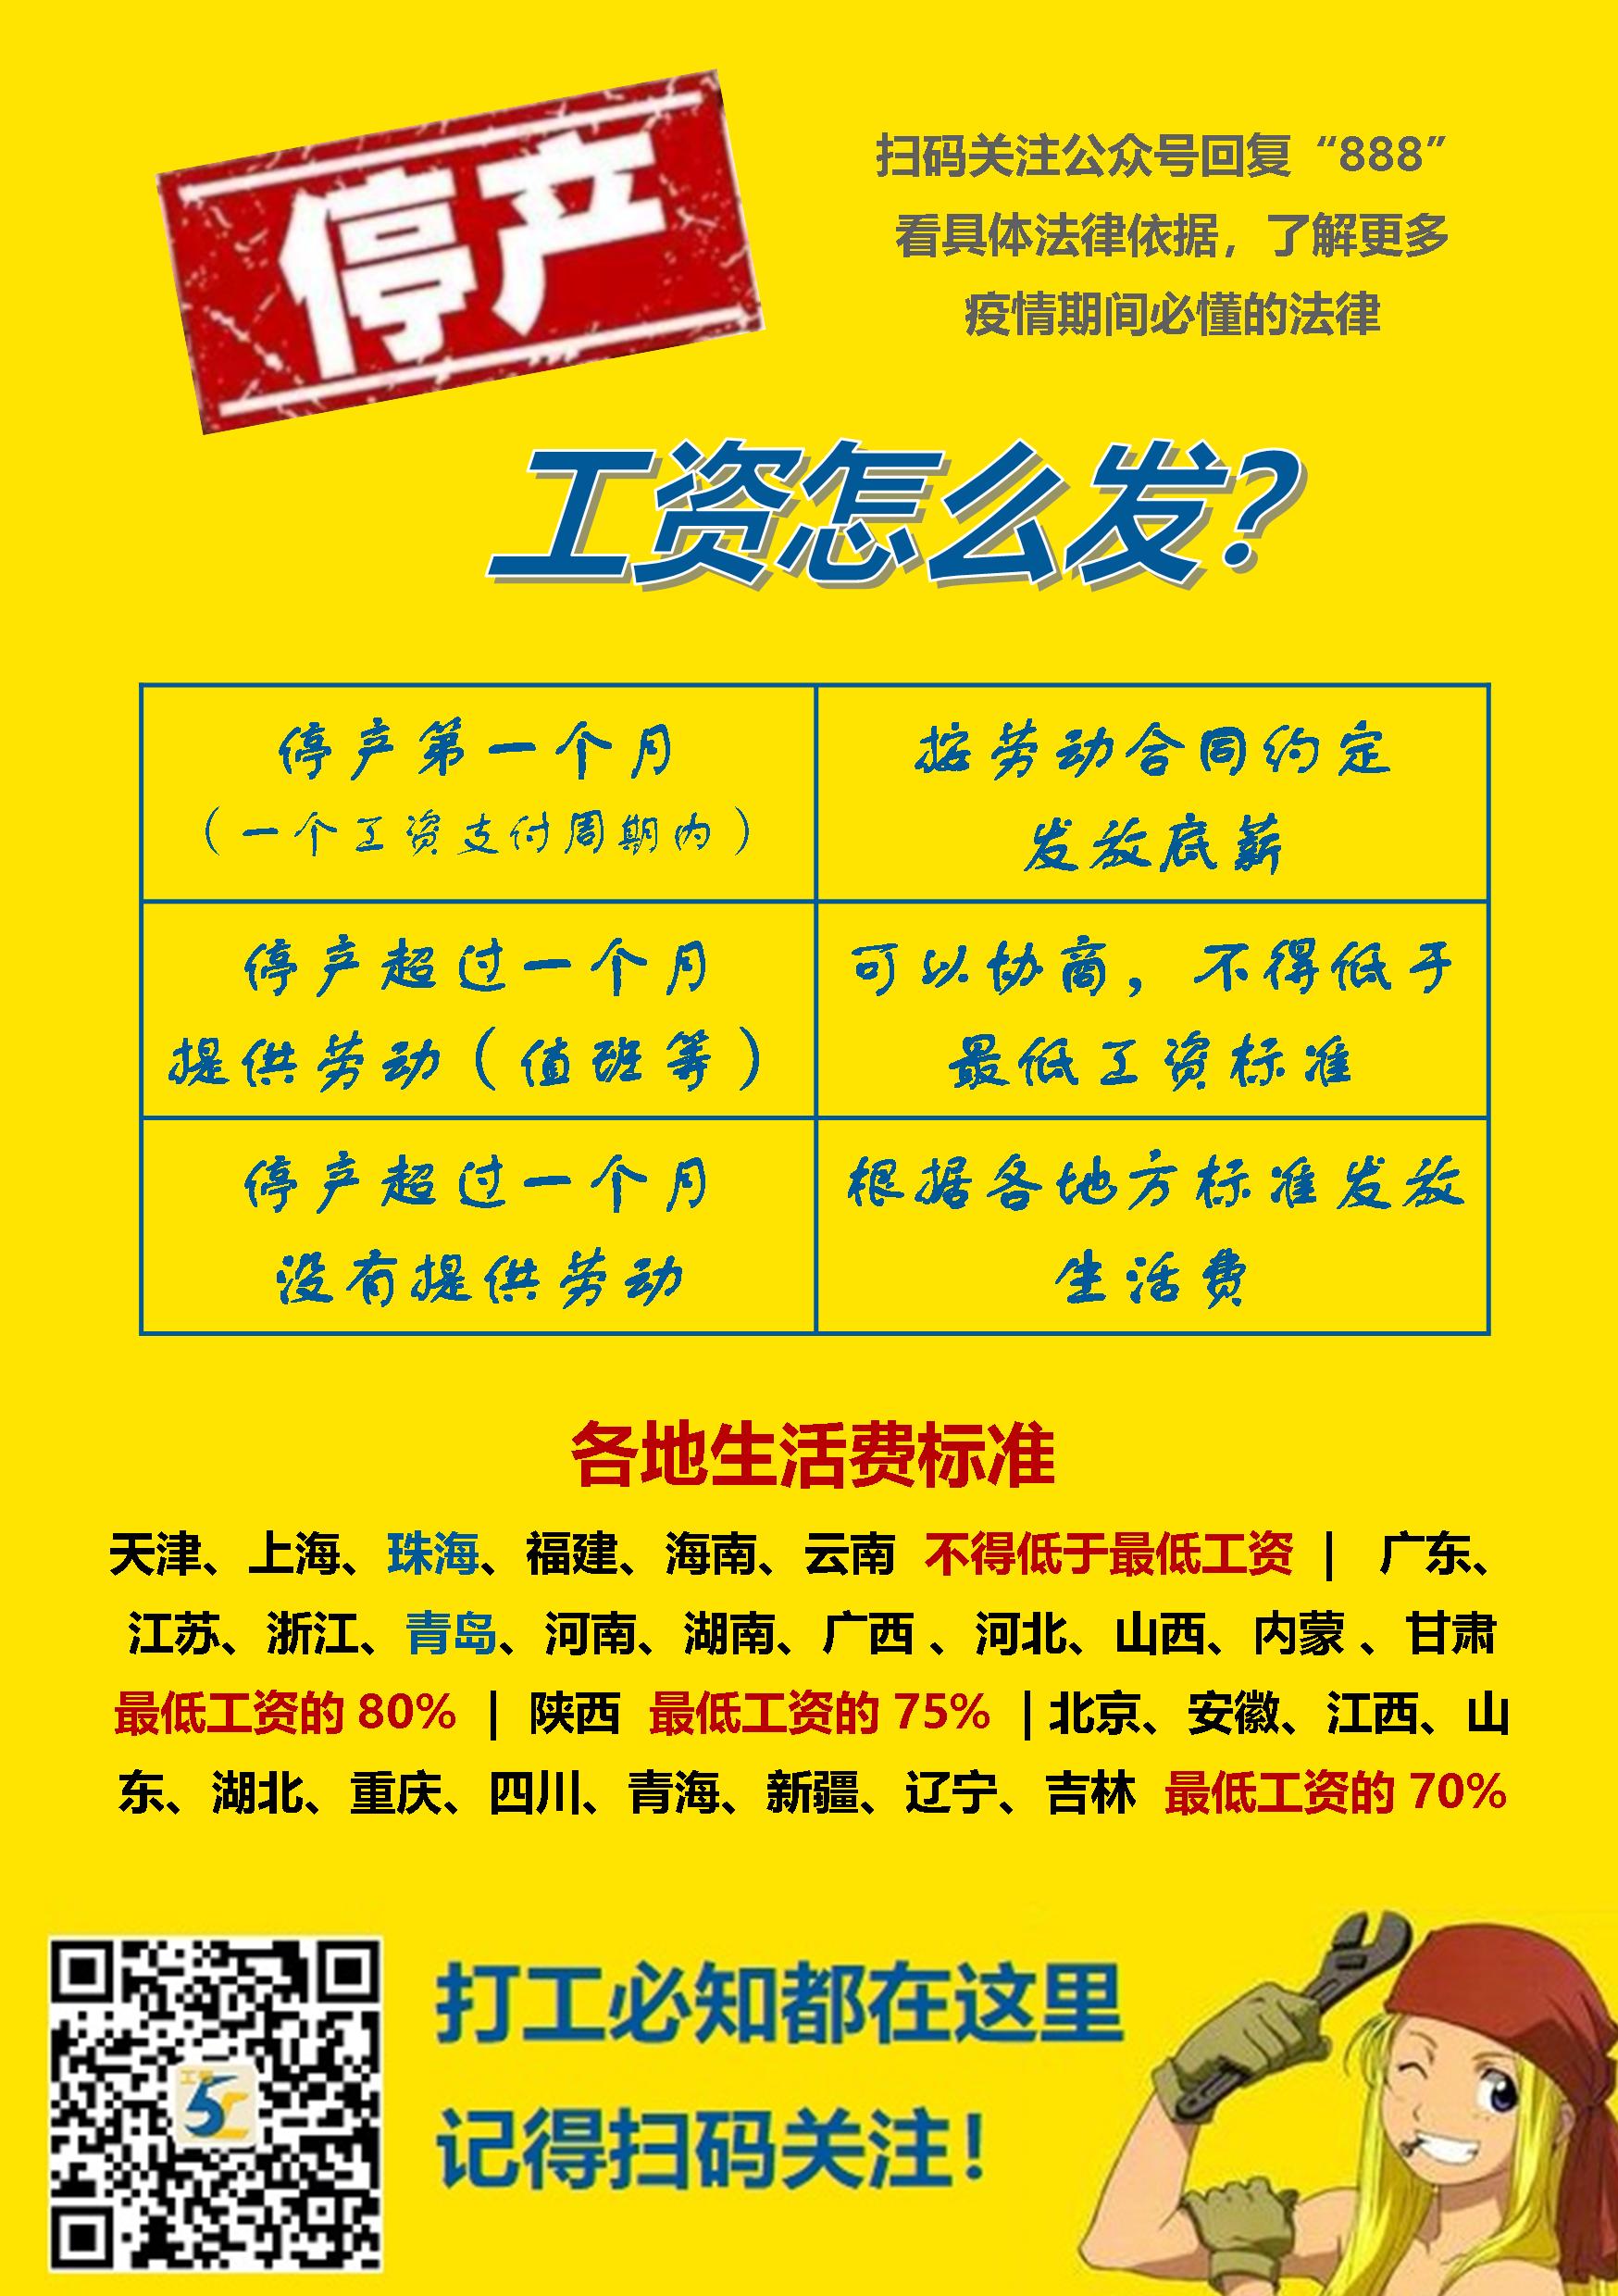 停产
扫码关注公众号回复“888”
看具体法律依据，了解更多
疫情期间必懂的法律
工资怎么发？
停产第一个月
（一个工资支付周期内）
按劳动合同约定
发放底薪
停产超过一个月
提供劳动（值班等）
可以协商，不得低于
最低工资标准
停产超过一个月
没有提供劳动
根据各地方标准发放
生活费
各地生活费标准
天津、上海、珠海、福建、海南、云南 不得低于最低工资 | 广东、
江苏、浙江、青岛、河南、湖南、广西 、河北、山西、内蒙 、甘肃
最低工资的 80% | 陕西 最低工资的 75% |北京、安徽、江西、山
东、湖北、重庆、四川、青海、新疆、辽宁、吉林 最低工资的 70%
打工必知都在这里
记得扫码关注！